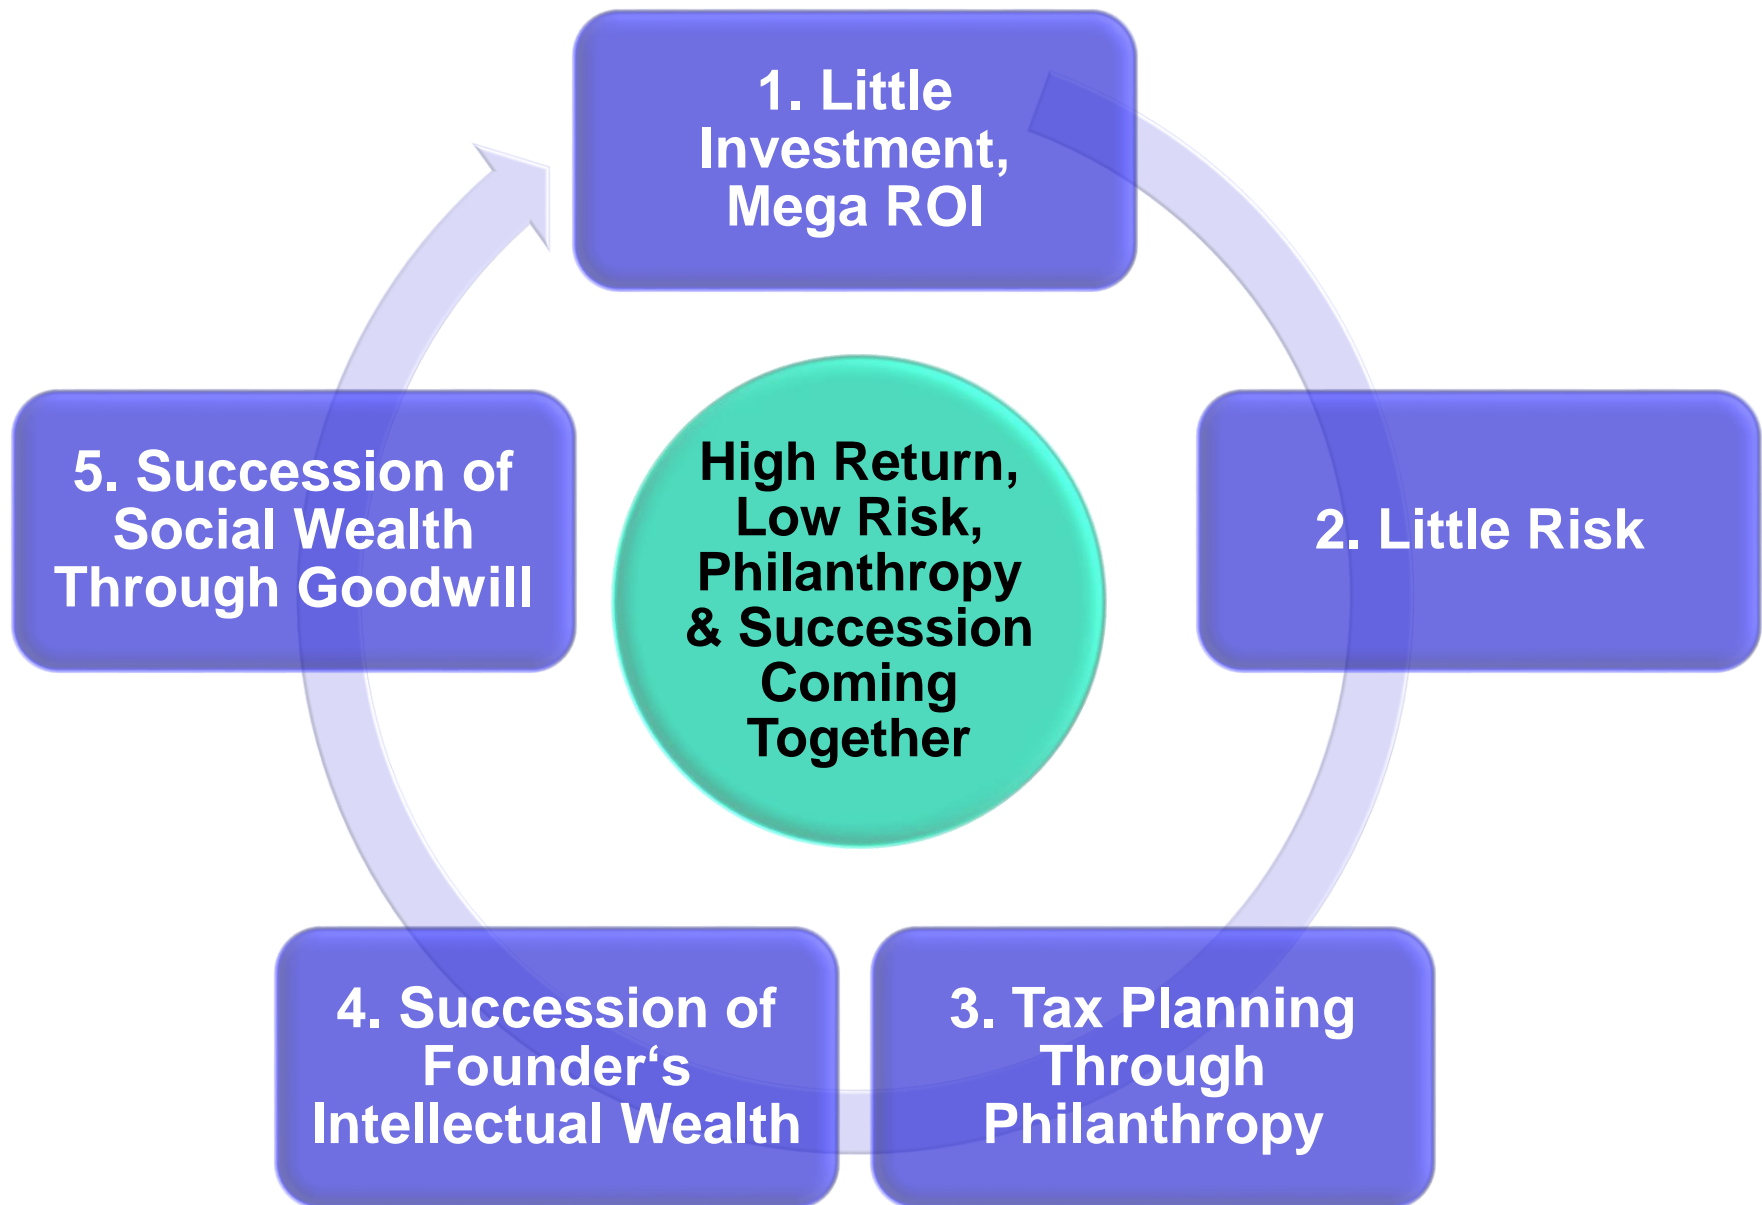 1. Little
Investment,
Mega ROI
2. Little Risk
3. Tax Planning
Through
Philanthropy
4. Succession of
Founder‘s
Intellectual Wealth
5. Succession of
Social Wealth
Through Goodwill
High Return,
Low Risk,
Philanthropy
& Succession
Coming
Together